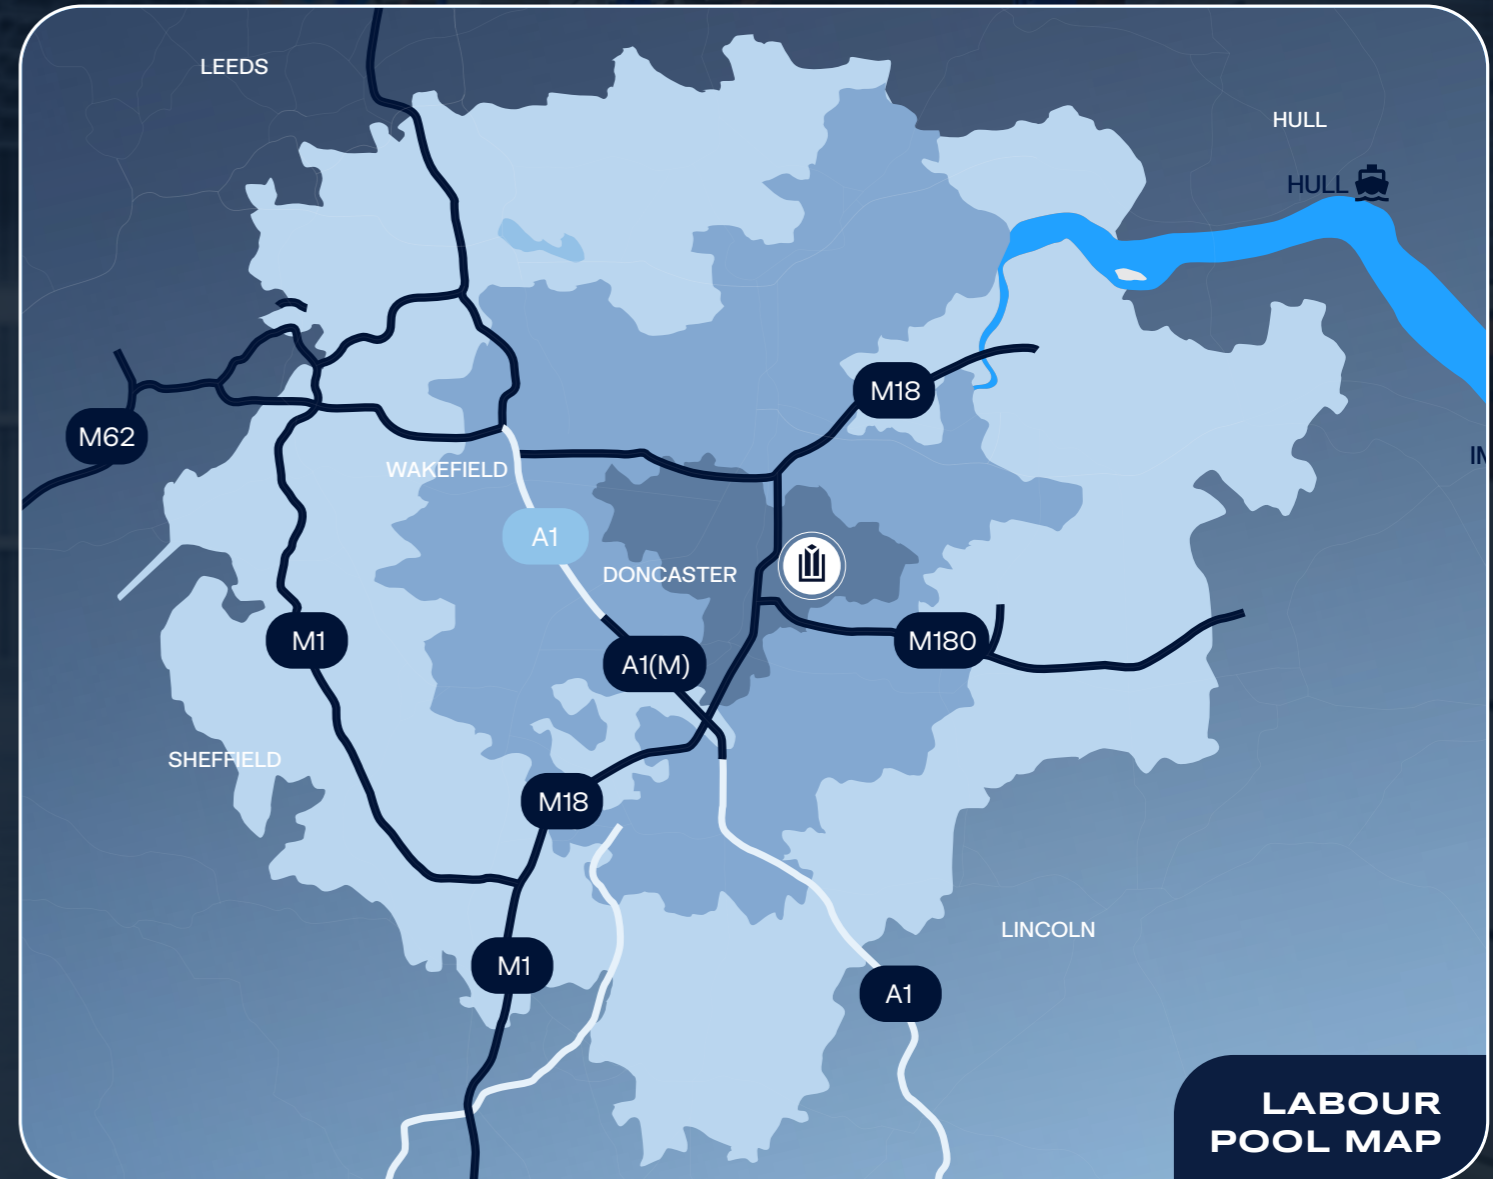 LEEDS
HULL
HULL
M18
M62
WAKEFIELD
A1
DONCASTER
M1
M180
A1(M)
SHEFFIELD
M18
LINCOLN
M1
A1
LABOUR
POOL MAP